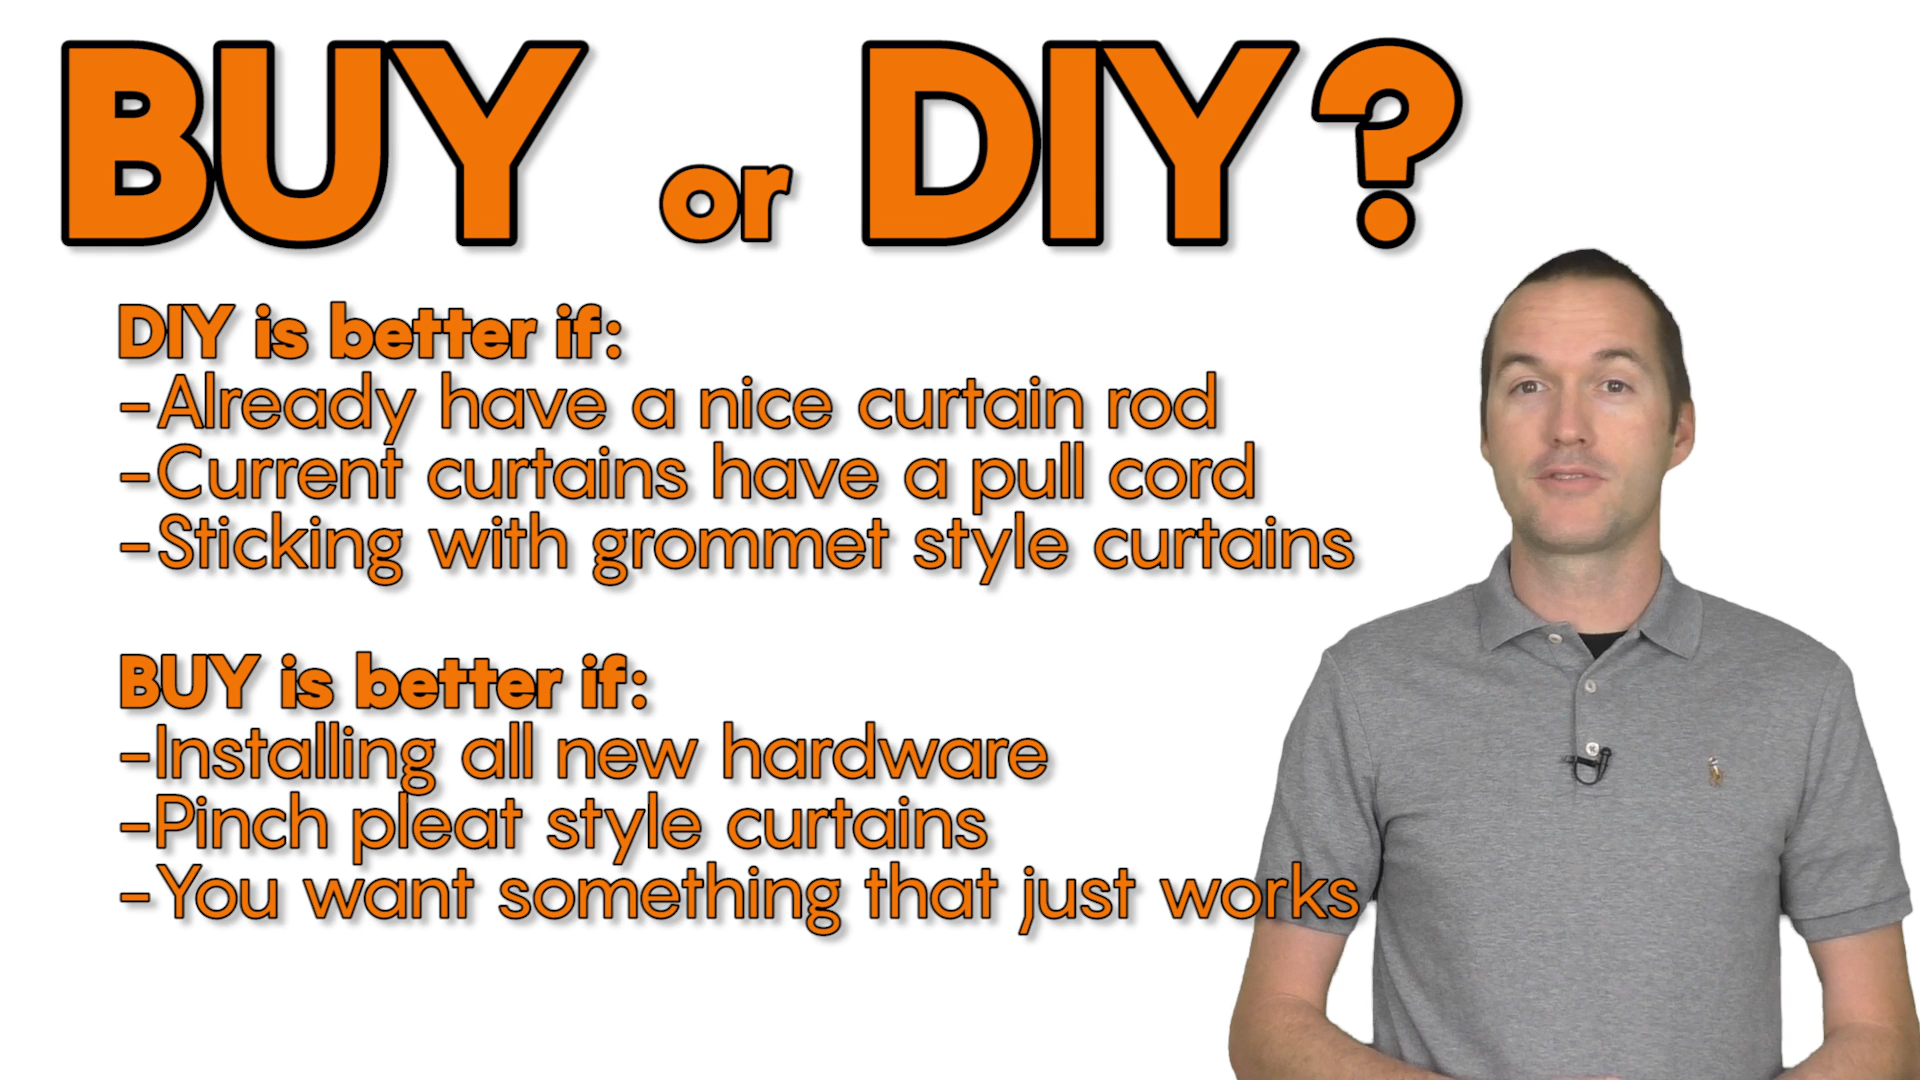 BUY or DIY?
DIY is better if:
-Already have a nice curtain rod
-Current curtains have a pull cord
-Sticking with grommet style curtains
BUY is better if:
-Installing all new hardware
-Pinch pleat style curtains
-You want something that just works